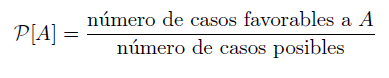 𝒫[A] = número de casos favorables a A / número de casos posibles